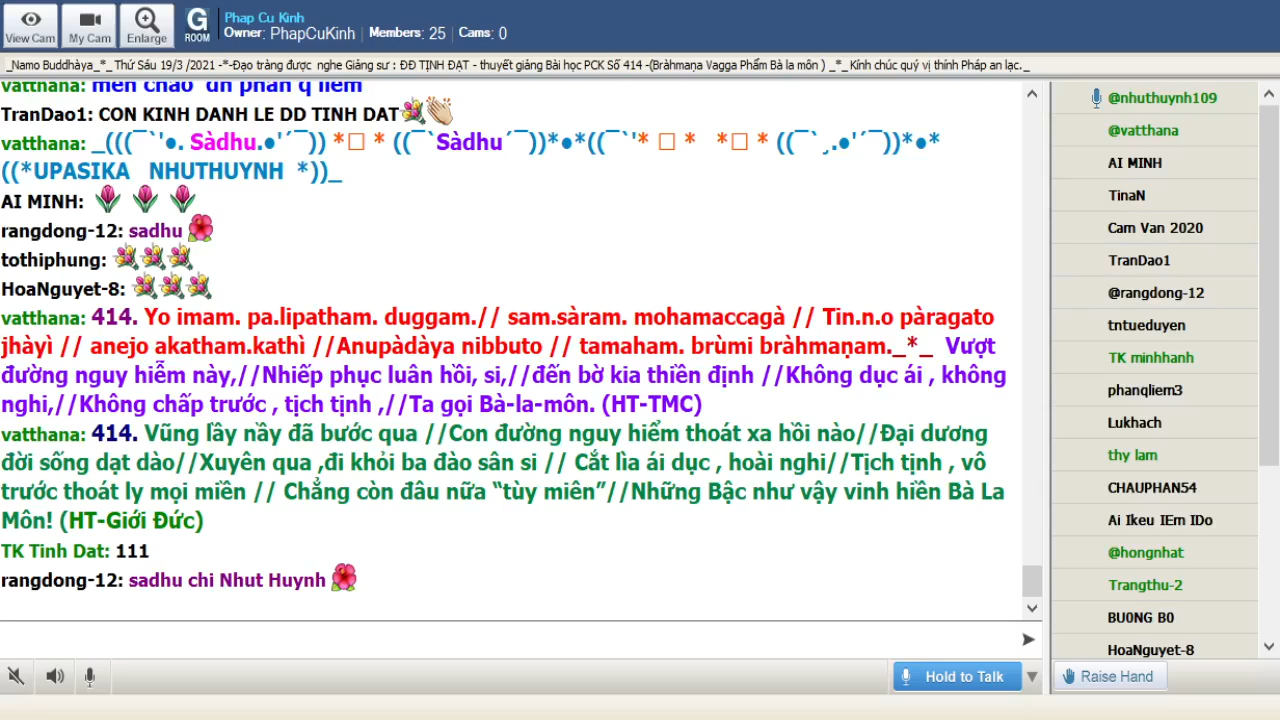 View Cam
My Cam
Enlarge
G
ROOM
Phap Cu Kinh
Owner: PhapCuKinh | Members: 25 | Cams: 0
_Namo Buddhàya_*_ Thứ Sáu 19/3 /2021 -*-Đạo tràng được nghe Giảng sư : ĐĐ TỊNH ĐẠT - thuyết giảng Bài học PCK Số 414 -(Bràhmaṇa Vagga Phẩm Bà la môn ) _*_Kính chúc quý vị thính Pháp an lạc._
vatthana: men chao dh phan q liem
TranDao1: CON KINH DANH LE DD TINH DAT
vatthana: _(((¯`'•. Sàdhu.•'´¯)) *□ * ((¯`Sàdhu´¯))*•*((¯`'* □ * *□ * ((¯`¸.•'´¯))*•*
((*UPASIKA NHUTHUYNH *))_
AI MINH:
rangdong-12: sadhu
tothiphung:
HoaNguyet-8:
vatthana: 414. Yo imam. pa.lipatham. duggam.// sam.sàram. mohamaccagà // Tin.n.o pàragato
jhàyì // anejo akatham.kathì //Anupàdàya nibbuto // tamaham. brùmi bràhmaṇam._*_ Vượt
đường nguy hiễm này,//Nhiếp phục luân hồi, si,//đến bờ kia thiền định //Không dục ái , không
nghi,//Không chấp trước , tịch tịnh ,//Ta gọi Bà-la-môn. (HT-TMC)
vatthana: 414. Vũng lầy nầy đã bước qua //Con đường nguy hiểm thoát xa hồi nào//Đại dương
đời sống dạt dào//Xuyên qua ,đi khỏi ba đào sân si // Cắt lìa ái dục , hoài nghi//Tịch tịnh , vô
trước thoát ly mọi miền // Chẳng còn đâu nữa “tùy miên”//Những Bậc như vậy vinh hiền Bà La
Môn! (HT-Giới Đức)
TK Tinh Dat: 111
rangdong-12: sadhu chi Nhut Huynh
Hold to Talk
@nhuthuynh109
@vatthana
AI MINH
TinaN
Cam Van 2020
TranDao1
@rangdong-12
tntueduyen
TK minhhanh
phanqliem3
Lukhach
thy lam
CHAUPHAN54
Ai Ikeu IEm IDo
@hongnhat
Trangthu-2
BU0NG B0
HoaNguyet-8
Raise Hand